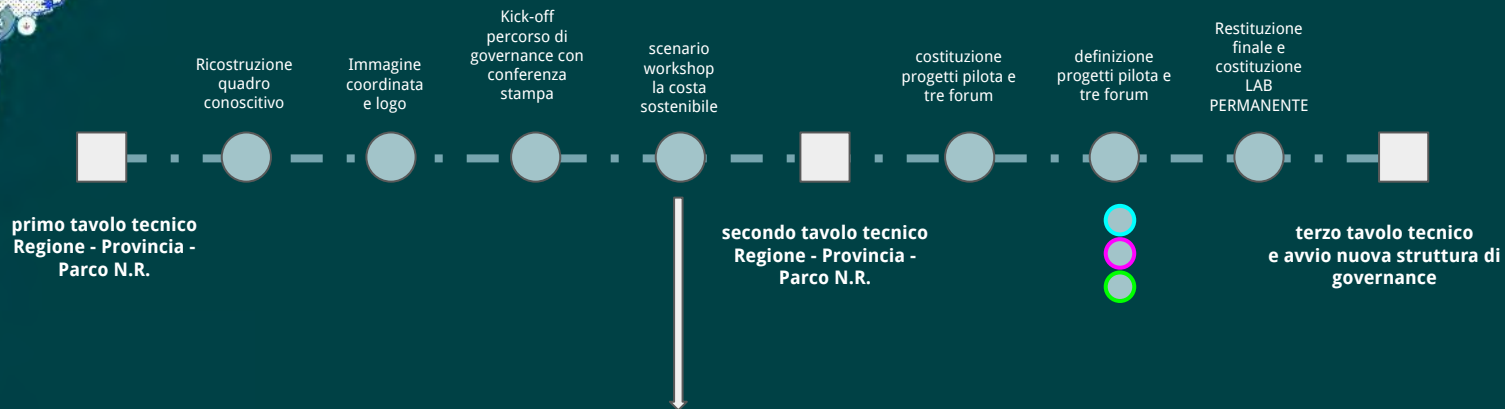 Ricostruzione
quadro
conoscitivo
Immagine
coordinata
e logo
Kick-off
percorso di
governance con
conferenza
stampa
scenario
workshop
la costa
sostenibile
costituzione
progetti pilota e
tre forum
definizione
progetti pilota e
tre forum
Restituzione
finale e
costituzione
LAB
PERMANENTE
primo tavolo tecnico
Regione - Provincia -
Parco N.R.
secondo tavolo tecnico
Regione - Provincia -
Parco N.R.
terzo tavolo tecnico
e avvio nuova struttura di
governance